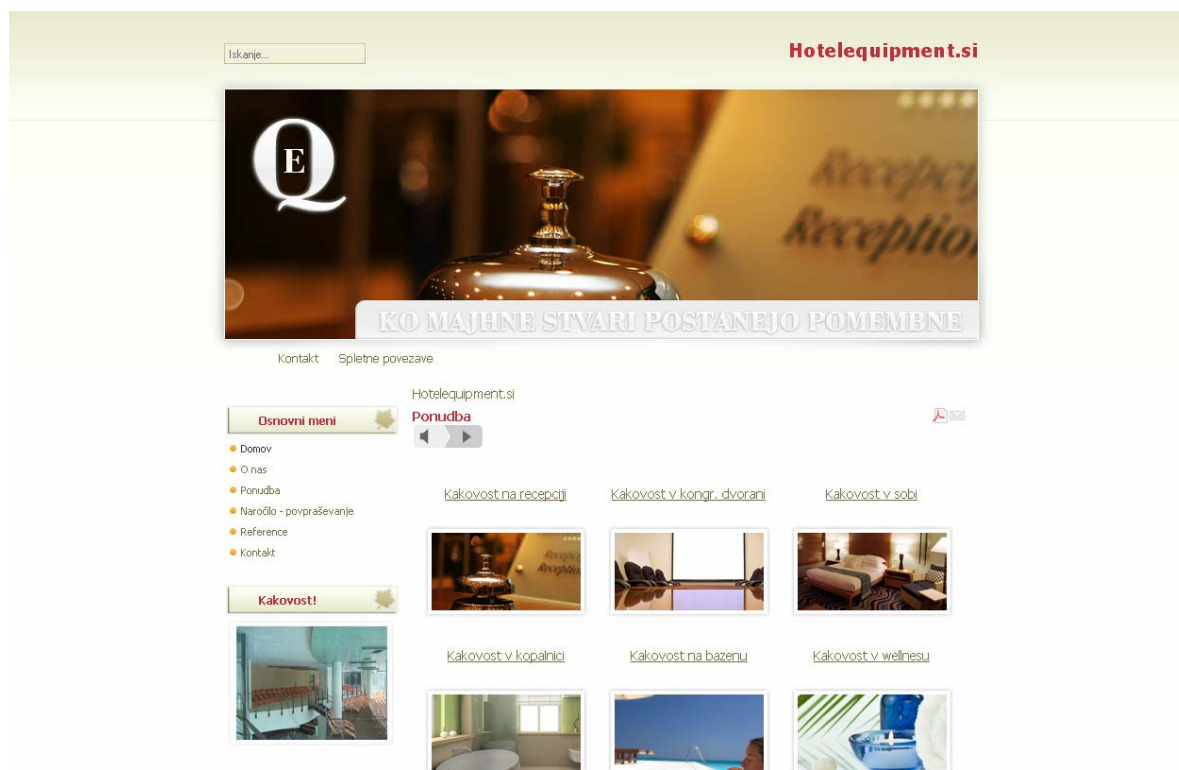 Iskanje...
Hotelequipment.si
E
Q
Recepcij
Reception
KO MAJHNE STVARI POSTANEJO POMEMBNE
Kontakt Spletne povezave
Hotelequipment.si
Osnovni meni
Ponudba
Domov
O nas
Ponudba
Naročilo - povpraševanje
Reference
Kontakt
Kakovost!
Kakovost na recepciji Kakovost v kongr. dvorani Kakovost v sobi
Kakovost v kopalnici Kakovost na bazenu Kakovost v wellnesu